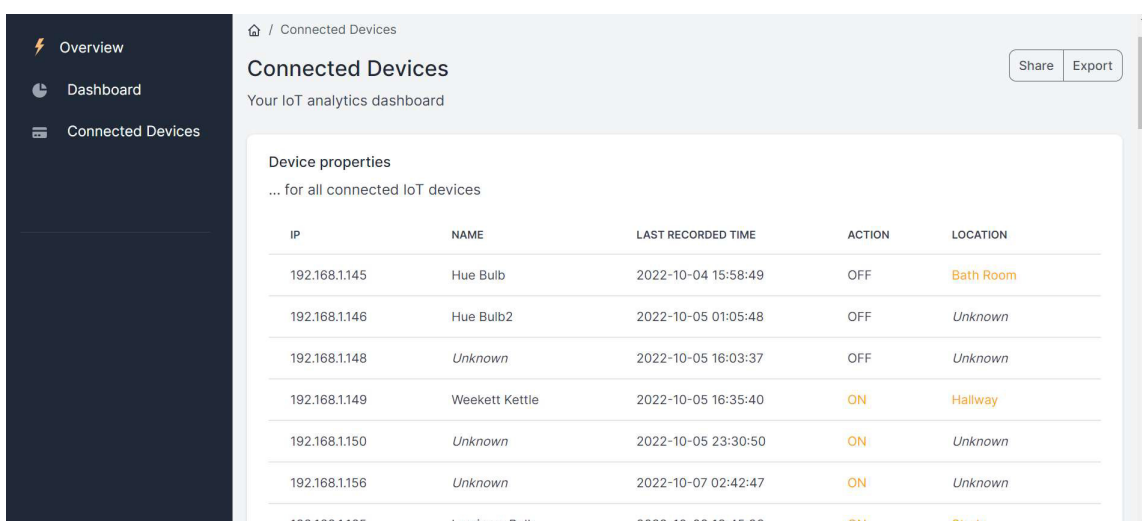 Overview
Dashboard
Connected Devices
/ Connected Devices
Connected Devices
Your IoT analytics dashboard
Share Export
Device properties
... for all connected IoT devices
IP NAME LAST RECORDED TIME ACTION LOCATION
192.168.1.145 Hue Bulb 2022-10-04 15:58:49 OFF Bath Room
192.168.1.146 Hue Bulb2 2022-10-05 01:05:48 OFF Unknown
192.168.1.148 Unknown 2022-10-05 16:03:37 OFF Unknown
192.168.1.149 Weekett Kettle 2022-10-05 16:35:40 ON Hallway
192.168.1.150 Unknown 2022-10-05 23:30:50 ON Unknown
192.168.1.156 Unknown 2022-10-07 02:42:47 ON Unknown